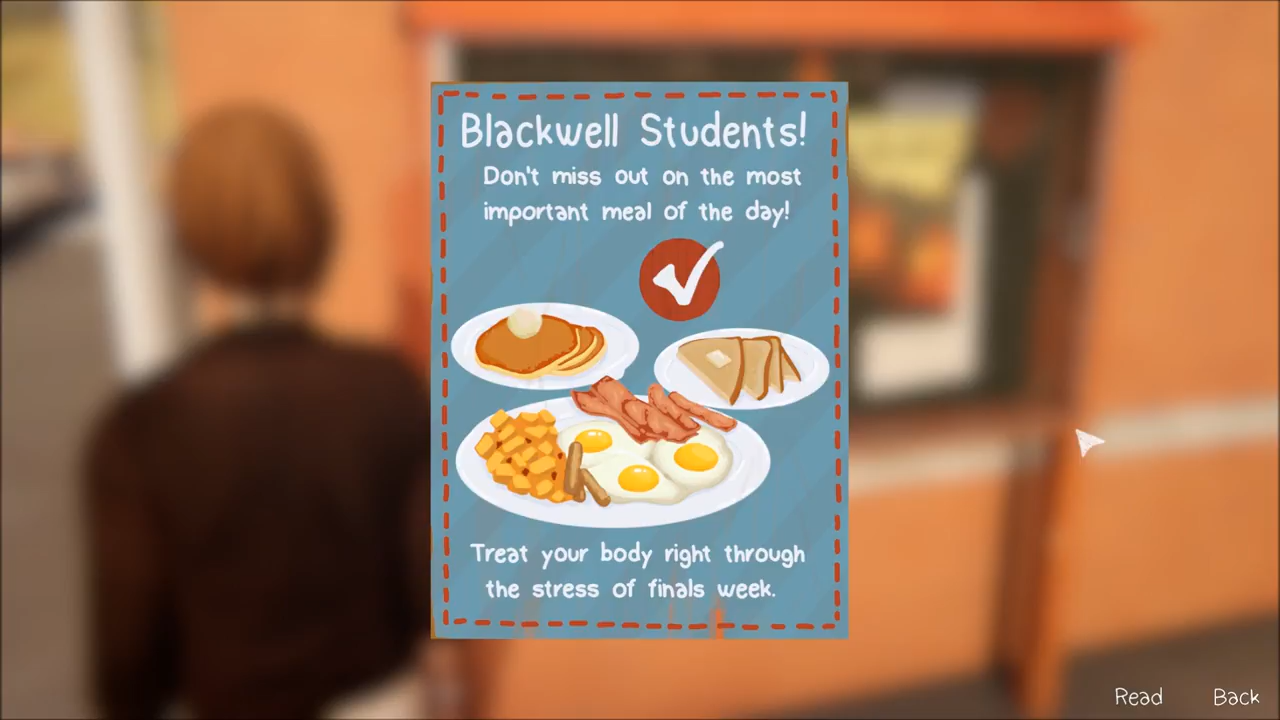 Blackwell Students!
Don't miss out on the most
important meal of the day!
Treat your body right through
the stress of finals week.
Read Back